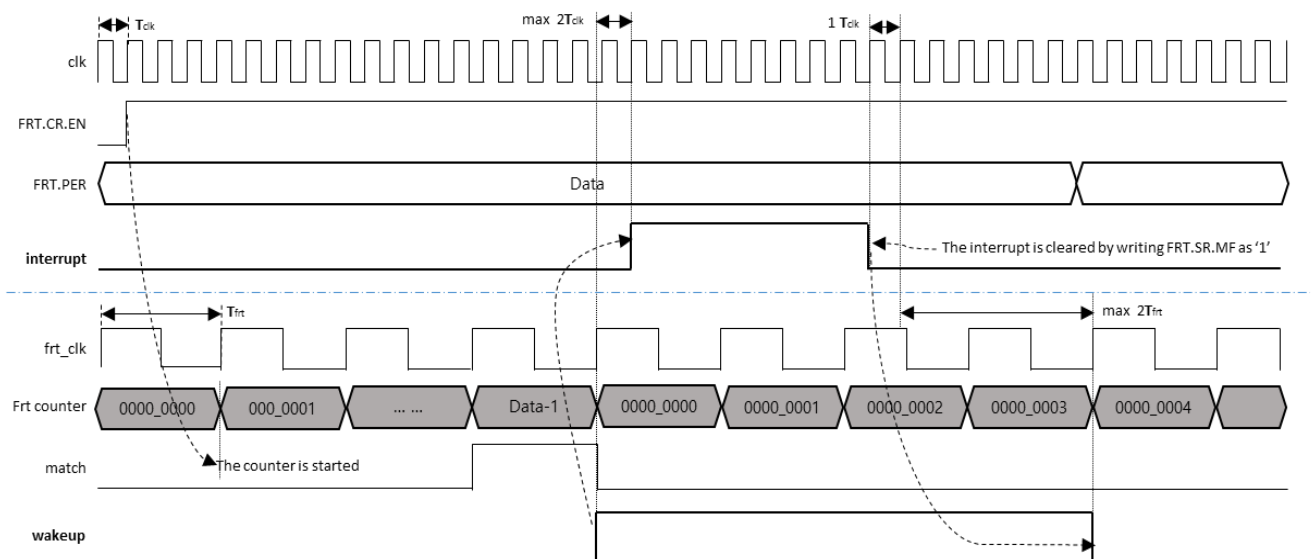 Tclk
max 2Tclk
1 Tclk
clk
FRT.CR.EN
FRT.PER
Data
interrupt
The interrupt is cleared by writing FRT.SR.MF as ‘1’
Tfrt
max 2Tfrt
frt_clk
Frt counter
0000_0000
000_0001
... ...
Data-1
0000_0000
0000_0001
0000_0002
0000_0003
0000_0004
match
The counter is started
wakeup